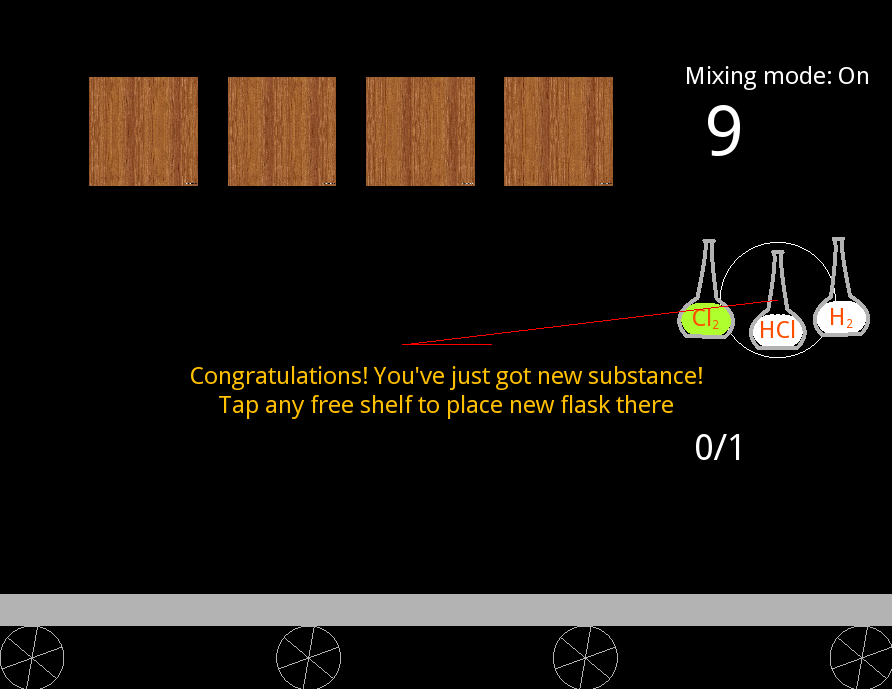 Mixing mode: On
9
Cl₂
HCl
H₂
Congratulations! You've just got new substance!
Tap any free shelf to place new flask there
0/1